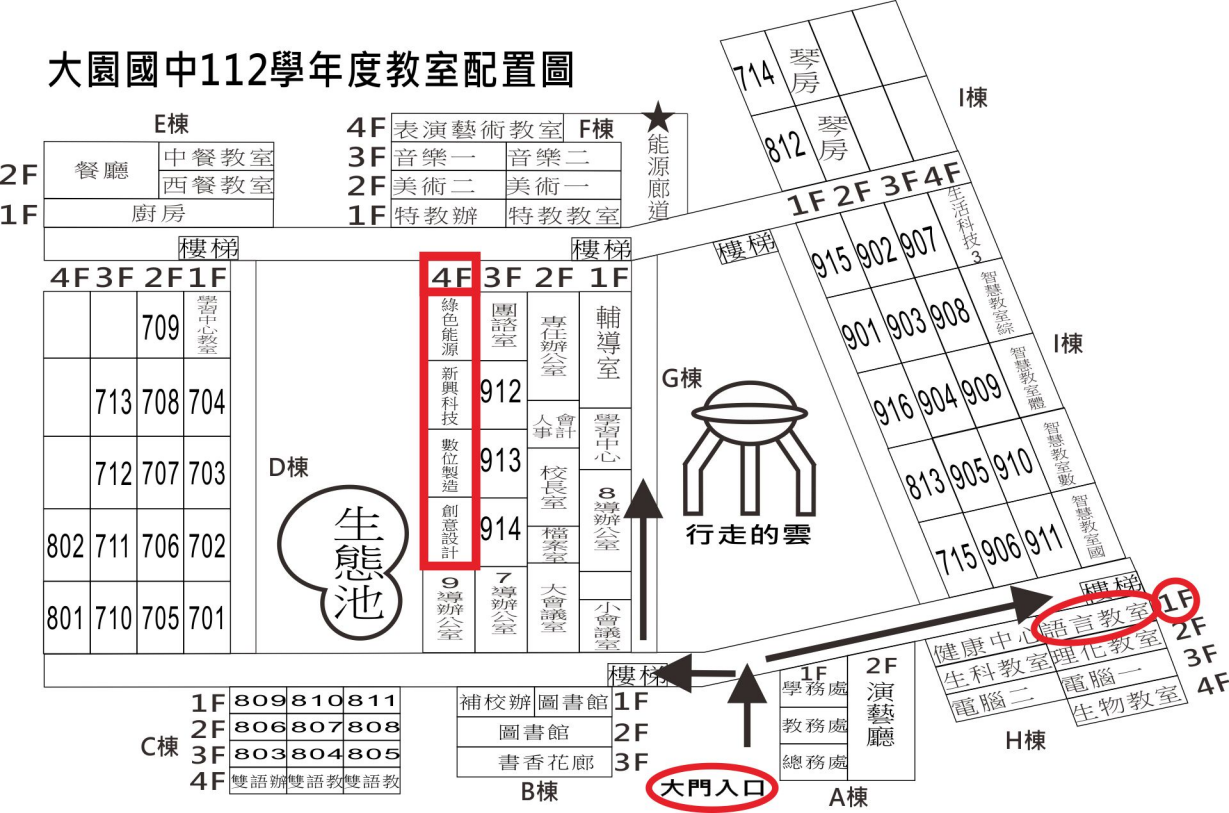 大園國中112學年度教室配置圖
E棟
2F 餐廳 中餐教室
西餐教室
1F 廚房
樓梯
4F 表演藝術教室 F棟
3F 音樂一 音樂二
2F 美術二 美術一
1F 特教辦 特教教室
能源廊道
樓梯
714 琴房
812 琴房
I棟
1F 2F 3F 4F
樓梯
915 902 907 生活科技3
901 903 908 智慧教室綜
916 904 909 智慧教室體
813 905 910 智慧教室數
715 906 911 智慧教室國
I棟
樓梯
4F 3F 2F 1F
709 學習中心教室
713 708 704
712 707 703
802 711 706 702
801 710 705 701
D棟
生態池
4F 3F 2F 1F
綠色能源 團諮室 專任辦公室 輔導室
新興科技 912 人事 會計 學習中心
數位製造 913 校長室 8導辦公室
創意設計 914 檔案室
9導辦公室 7導辦公室 大會議室 小會議室
G棟
行走的雲
樓梯
1F 809 810 811
2F 806 807 808
3F 803 804 805
4F 雙語辦 雙語教 雙語教
C棟
補校辦 圖書館 1F
圖書館 2F
書香花廊 3F
B棟
大門入口
1F 2F
學務處 演藝廳
教務處
總務處
A棟
健康中心 語言教室 1F
生科教室 理化教室 2F
電腦二 電腦一 3F
生物教室 4F
H棟